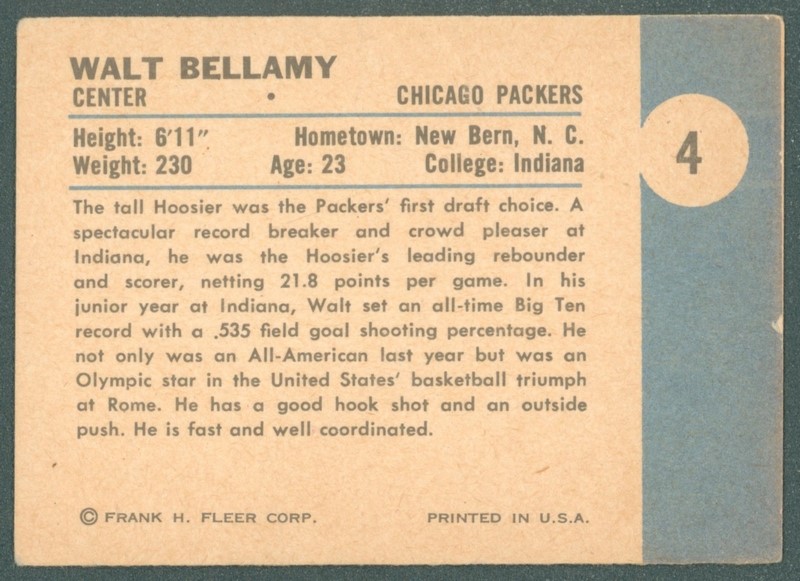 WALT BELLAMY
CENTER • CHICAGO PACKERS
Height: 6'11" Hometown: New Bern, N. C.
Weight: 230 Age: 23 College: Indiana
4
The tall Hoosier was the Packers' first draft choice. A
spectacular record breaker and crowd pleaser at
Indiana, he was the Hoosier's leading rebounder
and scorer, netting 21.8 points per game. In his
junior year at Indiana, Walt set an all-time Big Ten
record with a .535 field goal shooting percentage. He
not only was an All-American last year but was an
Olympic star in the United States' basketball triumph
at Rome. He has a good hook shot and an outside
push. He is fast and well coordinated.
© FRANK H. FLEER CORP. PRINTED IN U.S.A.